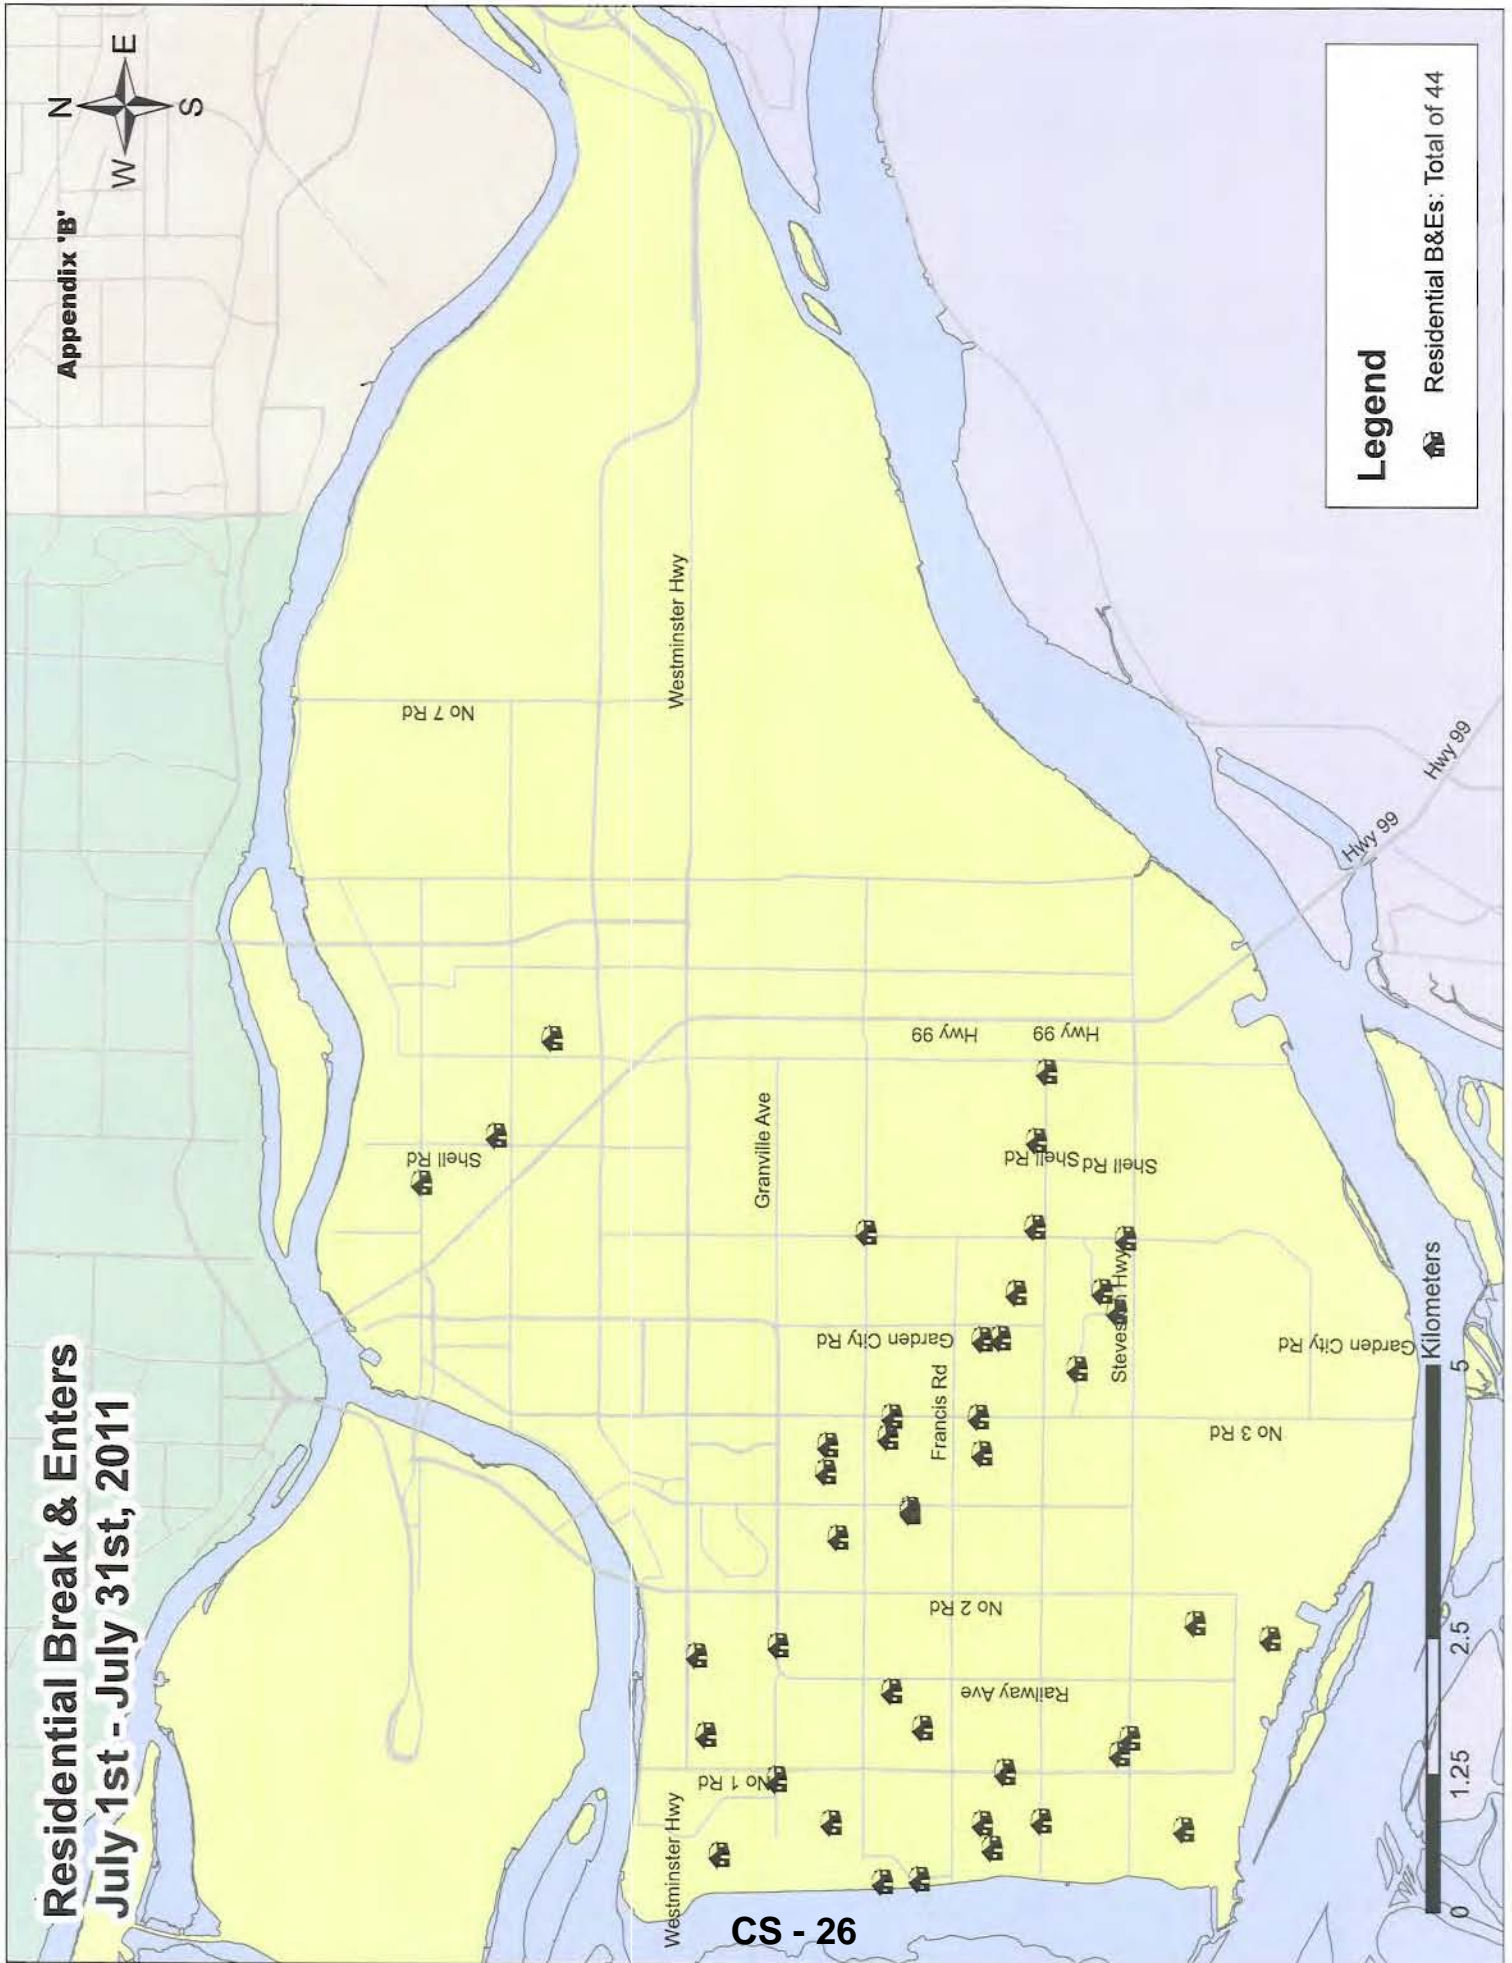 Residential Break & Enters
July 1st - July 31st, 2011
Appendix 'B'
N
W
E
S
No 7 Rd
Westminster Hwy
Shell Rd
Granville Ave
Hwy 99
Hwy 99
Shell Rd
Shell Rd
Hwy 99
Hwy 99
Garden City Rd
Francis Rd
Steveston Hwy
Garden City Rd
No 3 Rd
No 2 Rd
Railway Ave
No 1 Rd
Westminster Hwy
Legend
Residential B&Es: Total of 44
0 1.25 2.5 5
Kilometers
CS - 26